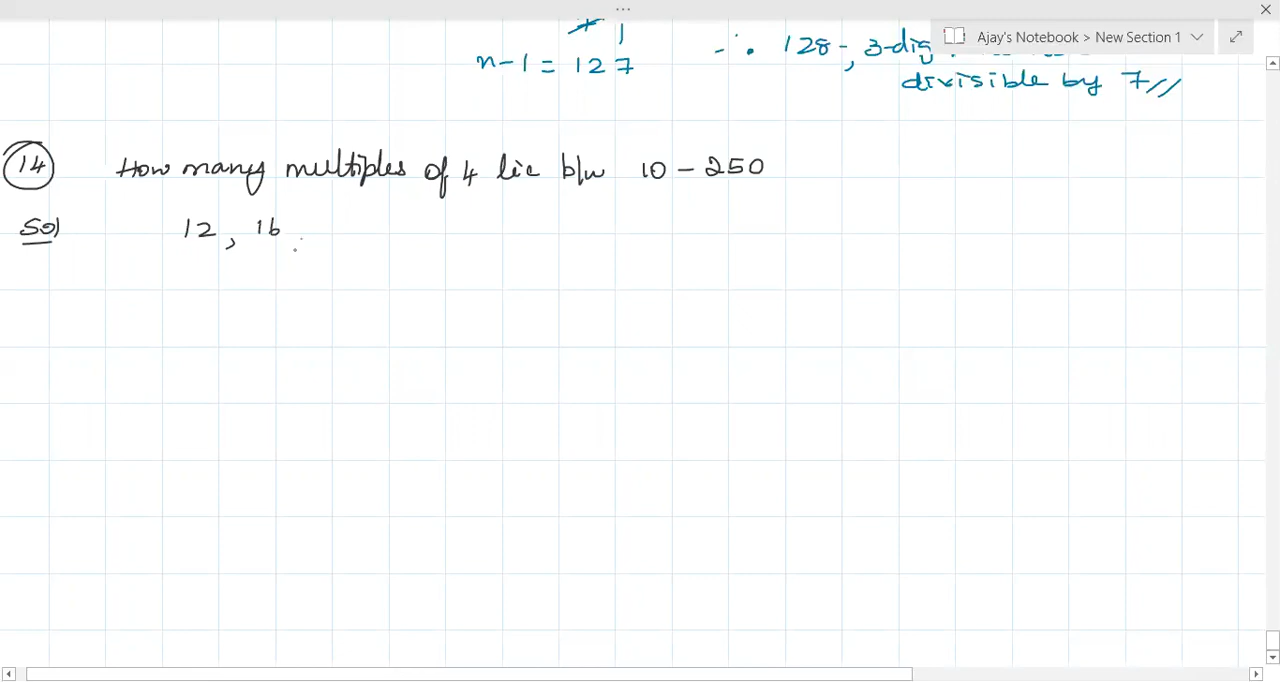 ...
Ajay's Notebook > New Section 1
7 1
n-1 = 127
∴ 128 , 3-dig
divisible by 7//
14 How many multiples of 4 lie b/w 10 - 250
Sol 12 , 16